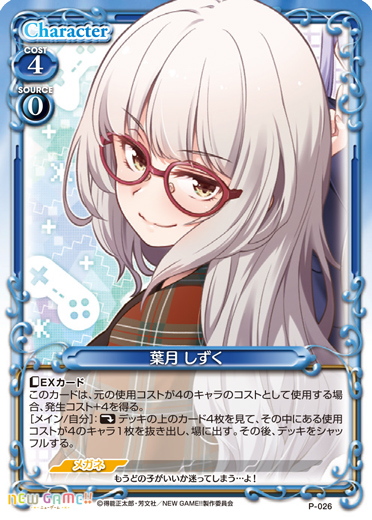 Character
COST
4
SOURCE
0
葉月 しずく
EXカード
このカードは、元の使用コストが4のキャラのコストとして使用する場
合、発生コスト+4を得る。
[メイン/自分]: デッキの上のカード4枚を見て、その中にある使用
コストが4のキャラ1枚を抜き出し、場に出す。その後、デッキをシャッ
フルする。
メガネ
もうどの子がいいか迷ってしまう…よ!
NEW GAME!!
ーニューゲームー
©得能正太郎・芳文社/NEW GAME!!製作委員会
P-026